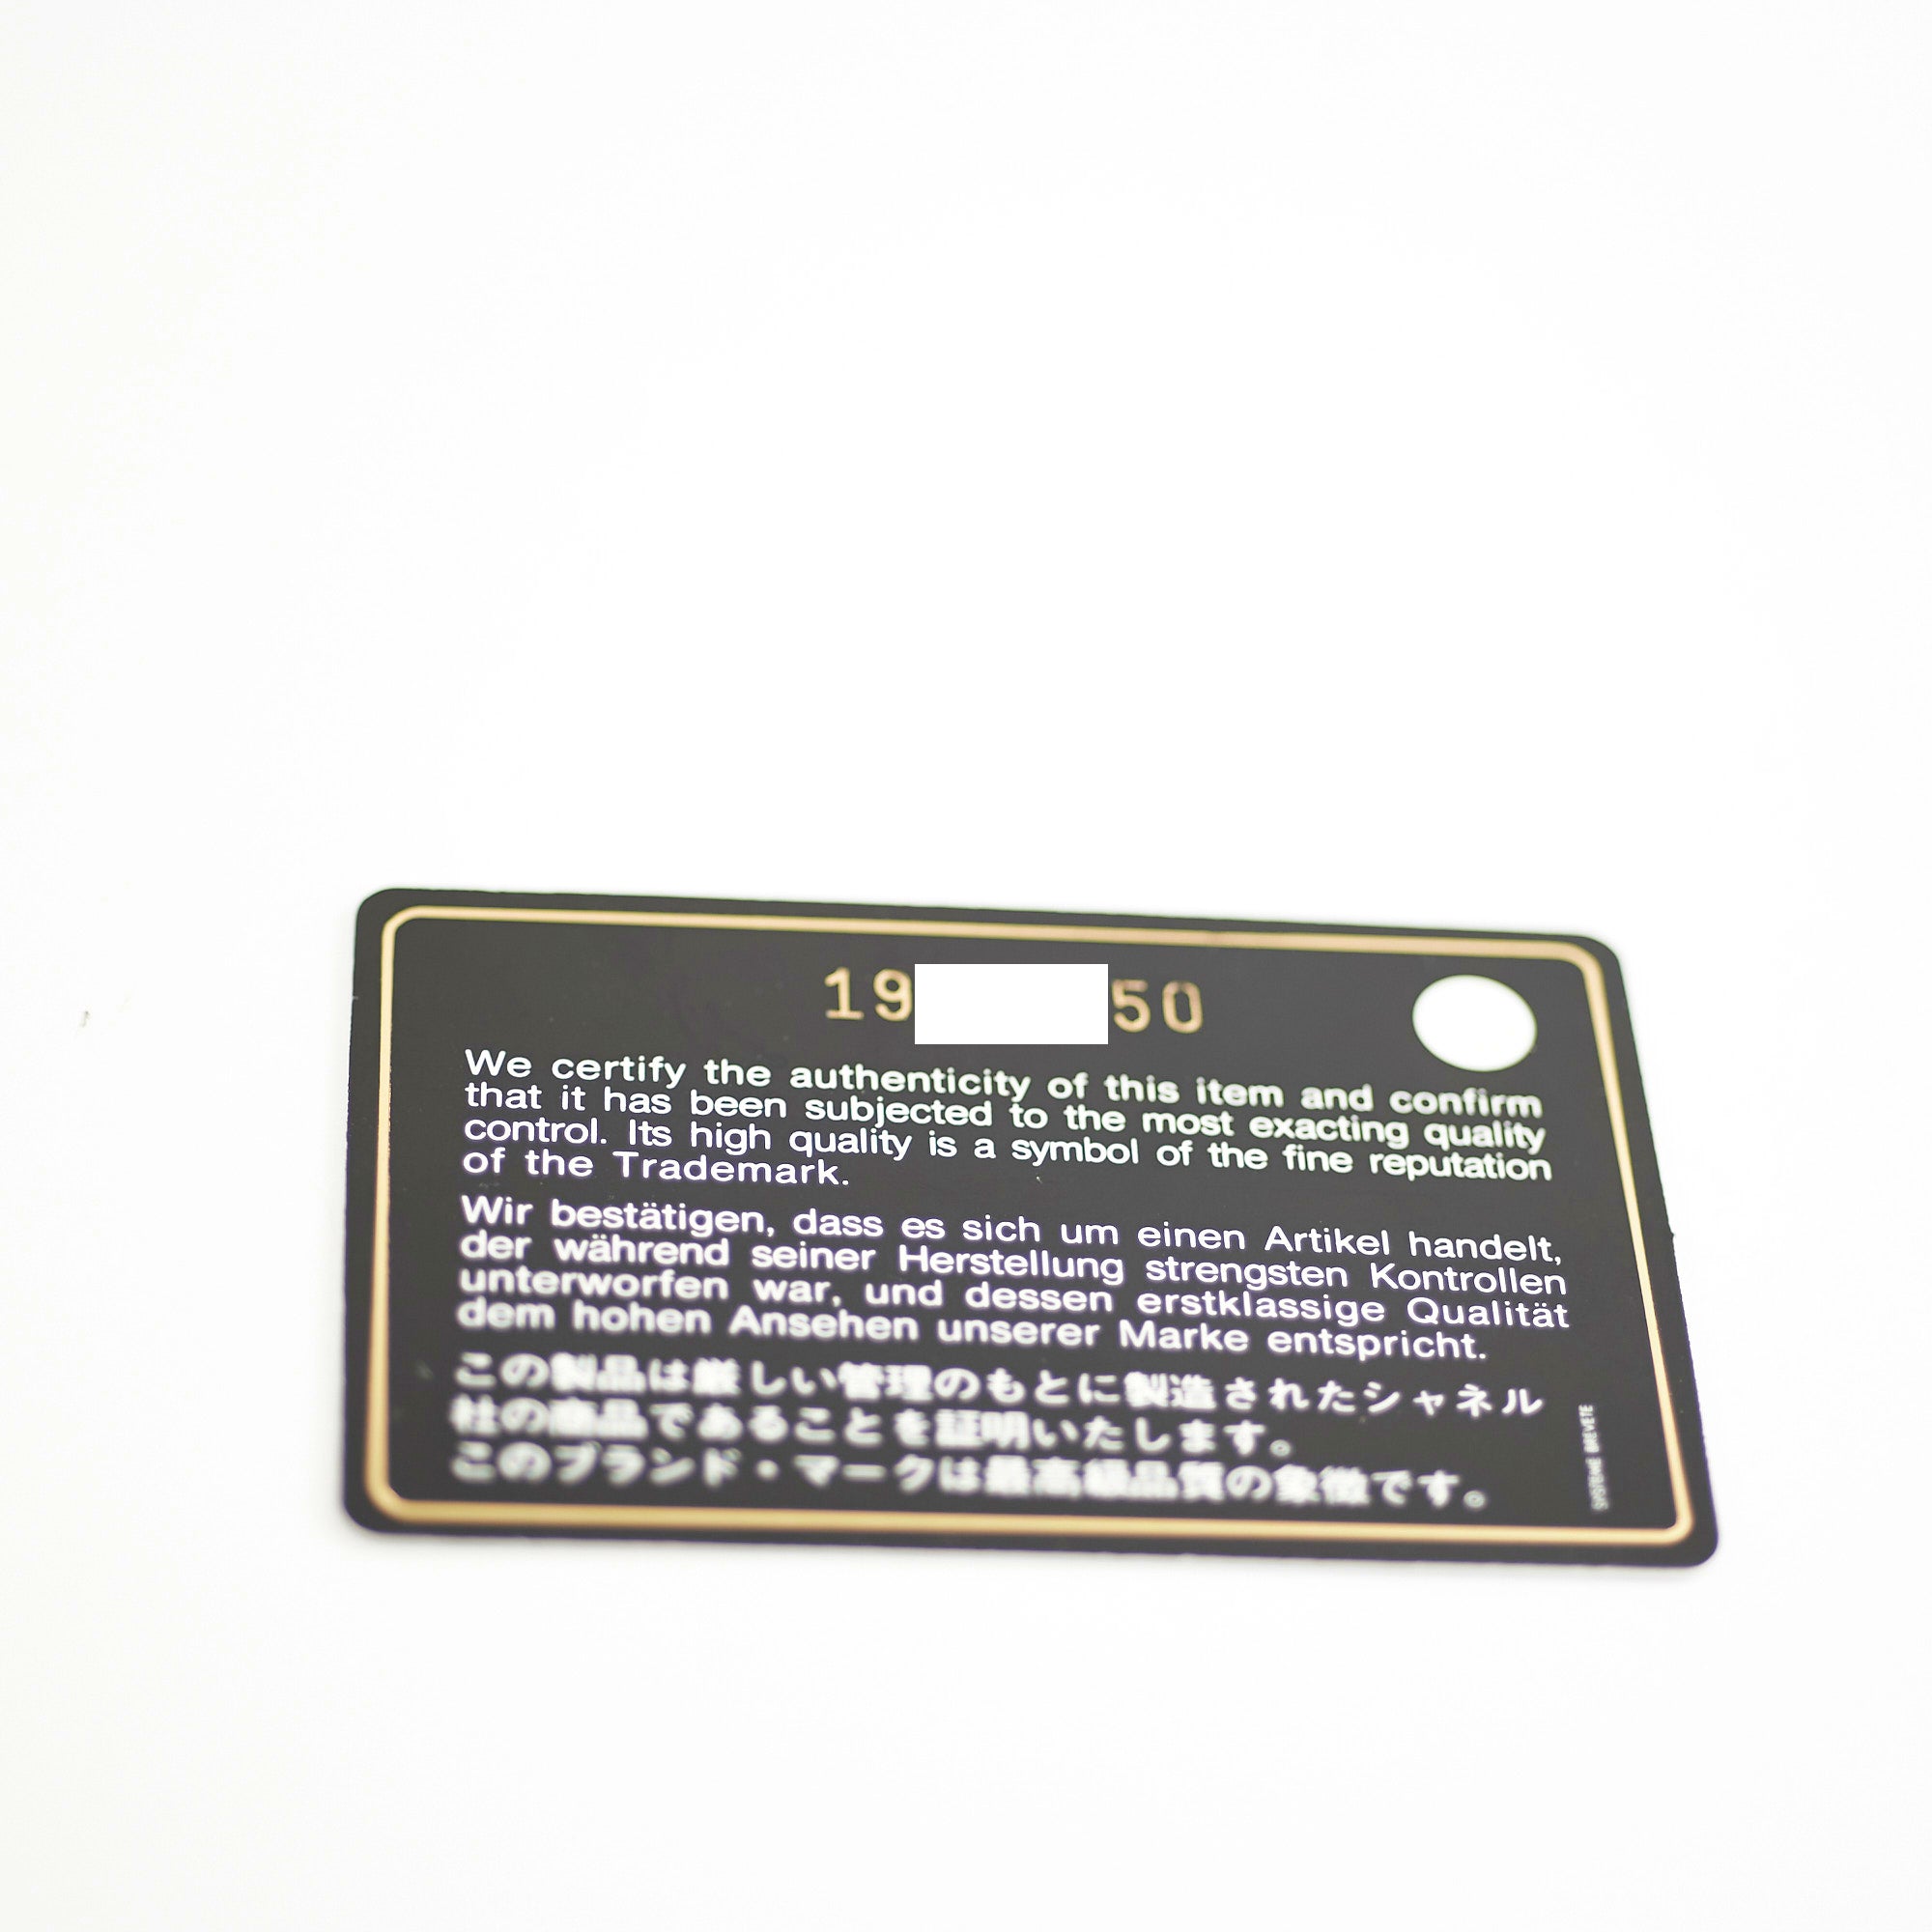 19 50
We certify the authenticity of this item and confirm
that it has been subjected to the most exacting quality
control. Its high quality is a symbol of the fine reputation
of the Trademark.
Wir bestätigen, dass es sich um einen Artikel handelt,
der während seiner Herstellung strengsten Kontrollen
unterworfen war, und dessen erstklassige Qualität
dem hohen Ansehen unserer Marke entspricht.
この製品は厳しい管理のもとに製造されたシャネル
社の商品であることを証明いたします。
このブランド・マークは最高級品質の象徴です。
SYSTEME BREVETE